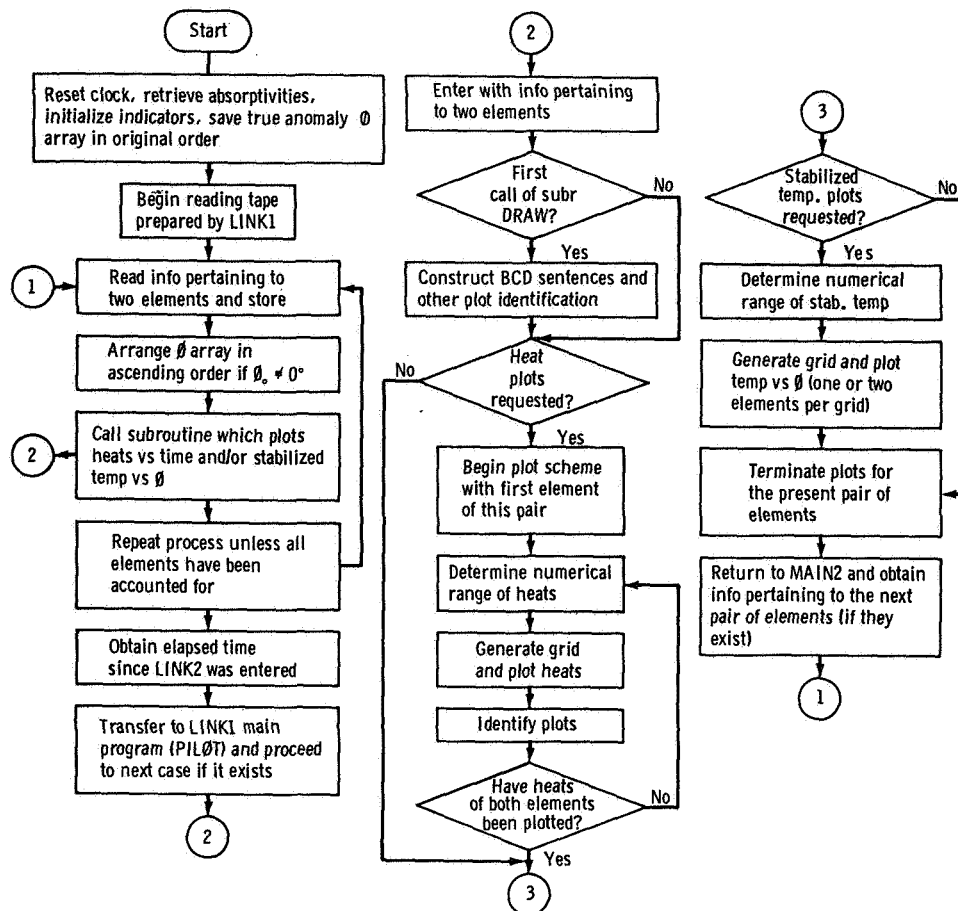 Start
Reset clock, retrieve absorptivities,
initialize indicators, save true anomaly Ø
array in original order
Begin reading tape
prepared by LINK1
1
Read info pertaining to
two elements and store
Arrange Ø array in
ascending order if Ø₀ ≠ 0°
2
Call subroutine which plots
heats vs time and/or stabilized
temp vs Ø
Repeat process unless all
elements have been
accounted for
Obtain elapsed time
since LINK2 was entered
Transfer to LINK1 main
program (PILØT) and proceed
to next case if it exists
2
2
Enter with info pertaining
to two elements
First
call of subr
DRAW?
No
Yes
Construct BCD sentences and
other plot identification
No
Heat
plots
requested?
Yes
Begin plot scheme
with first element
of this pair
Determine numerical
range of heats
Generate grid
and plot heats
Identify plots
Have heats
of both elements
been plotted?
No
Yes
3
3
Stabilized
temp. plots
requested?
No
Yes
Determine numerical
range of stab. temp
Generate grid and plot
temp vs Ø (one or two
elements per grid)
Terminate plots for
the present pair of
elements
Return to MAIN2 and obtain
info pertaining to the next
pair of elements (if they
exist)
1